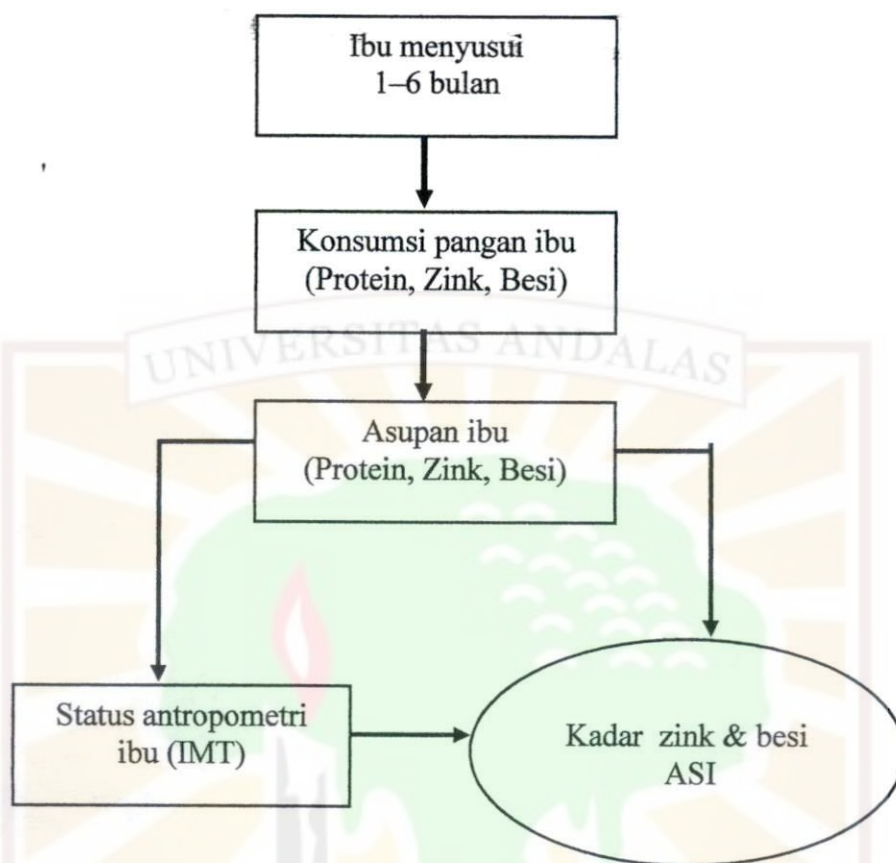 Ibu menyusui
1–6 bulan
Konsumsi pangan ibu
(Protein, Zink, Besi)
UNIVERSITAS ANDALAS
Asupan ibu
(Protein, Zink, Besi)
Status antropometri
ibu (IMT)
Kadar zink & besi
ASI